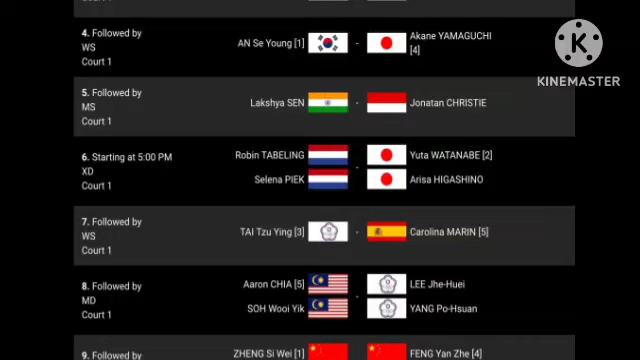 4. Followed by
WS
Court 1
AN Se Young [1]
-
Akane YAMAGUCHI
[4]
K
KINEMASTER
5. Followed by
MS
Court 1
Lakshya SEN
-
Jonatan CHRISTIE
6. Starting at 5:00 PM
XD
Court 1
Robin TABELING
Selena PIEK
-
Yuta WATANABE [2]
Arisa HIGASHINO
7. Followed by
WS
Court 1
TAI Tzu Ying [3]
-
Carolina MARIN [5]
8. Followed by
MD
Court 1
Aaron CHIA [5]
SOH Wooi Yik
-
LEE Jhe-Huei
YANG Po-Hsuan
9. Followed by
ZHENG Si Wei [1]
FENG Yan Zhe [4]